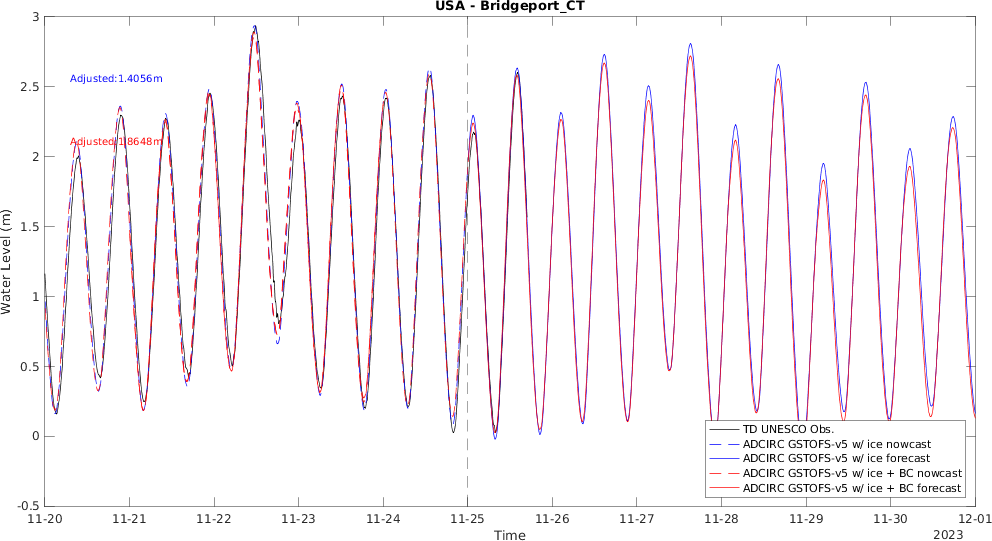 USA - Bridgeport_CT
3
2.5
2
1.5
1
0.5
0
-0.5
Water Level (m)
Adjusted:1.4056m
Adjusted:1.8648m
TD UNESCO Obs.
ADCIRC GSTOFS-v5 w/ ice nowcast
ADCIRC GSTOFS-v5 w/ ice forecast
ADCIRC GSTOFS-v5 w/ ice + BC nowcast
ADCIRC GSTOFS-v5 w/ ice + BC forecast
11-20 11-21 11-22 11-23 11-24 11-25 11-26 11-27 11-28 11-29 11-30 12-01
Time
2023